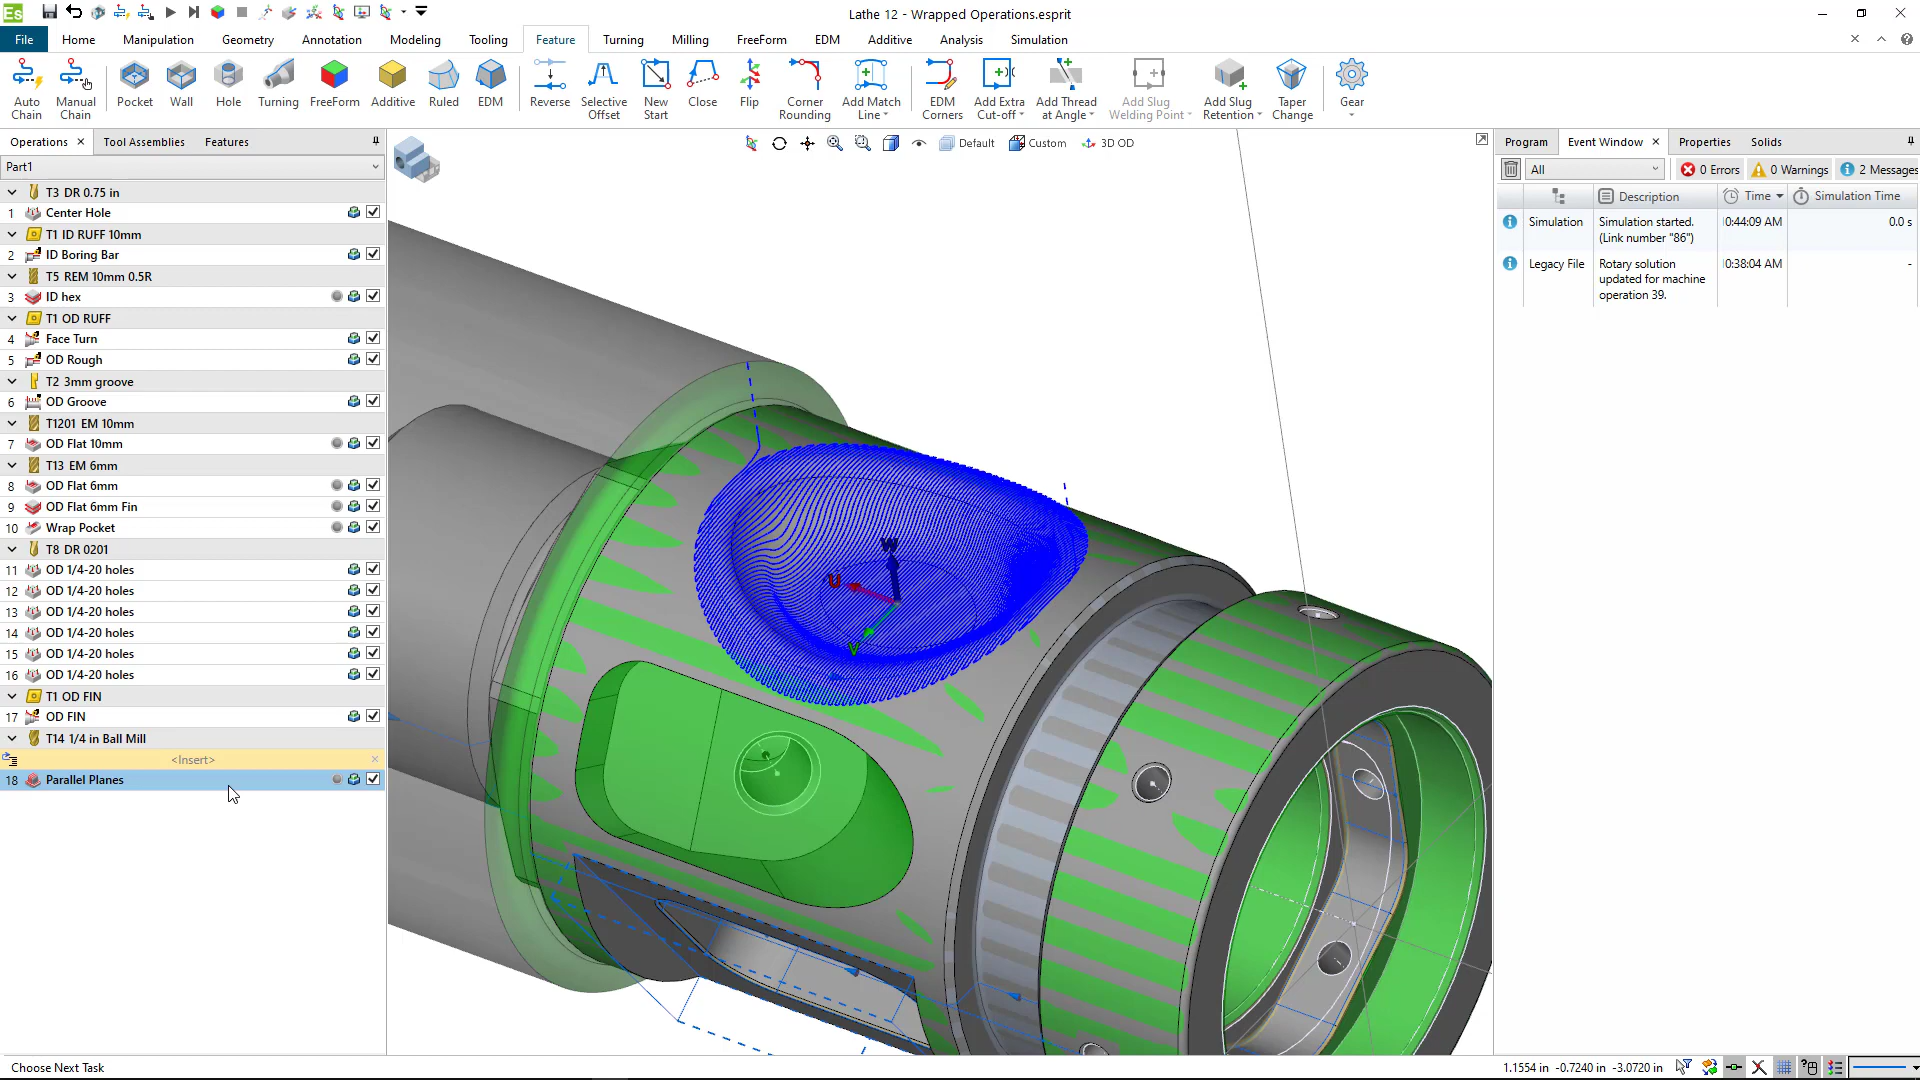 Es
Lathe 12 - Wrapped Operations.esprit
File Home Manipulation Geometry Annotation Modeling Tooling Feature Turning Milling FreeForm EDM Additive Analysis Simulation
Auto Chain
Manual Chain
Pocket
Wall
Hole
Turning
FreeForm
Additive
Ruled
EDM
Reverse
Selective Offset
New Start
Close
Flip
Corner Rounding
Add Match Line
EDM Corners
Add Extra Cut-off
Add Thread at Angle
Add Slug Welding Point
Add Slug Retention
Taper Change
Gear
Operations Tool Assemblies Features
Part1
T3 DR 0.75 in
1 Center Hole
T1 ID RUFF 10mm
2 ID Boring Bar
T5 REM 10mm 0.5R
3 ID hex
T1 OD RUFF
4 Face Turn
5 OD Rough
T2 3mm groove
6 OD Groove
T1201 EM 10mm
7 OD Flat 10mm
T13 EM 6mm
8 OD Flat 6mm
9 OD Flat 6mm Fin
10 Wrap Pocket
T8 DR 0201
11 OD 1/4-20 holes
12 OD 1/4-20 holes
13 OD 1/4-20 holes
14 OD 1/4-20 holes
15 OD 1/4-20 holes
16 OD 1/4-20 holes
T1 OD FIN
17 OD FIN
T14 1/4 in Ball Mill
<Insert>
18 Parallel Planes
Default Custom 3D OD
W
U
V
Program Event Window Properties Solids
All 0 Errors 0 Warnings 2 Messages
Description Time Simulation Time
Simulation Simulation started. (Link number "86") 0:44:09 AM 0.0 s
Legacy File Rotary solution updated for machine operation 39. 0:38:04 AM -
Choose Next Task
1.1554 in -0.7240 in -3.0720 in